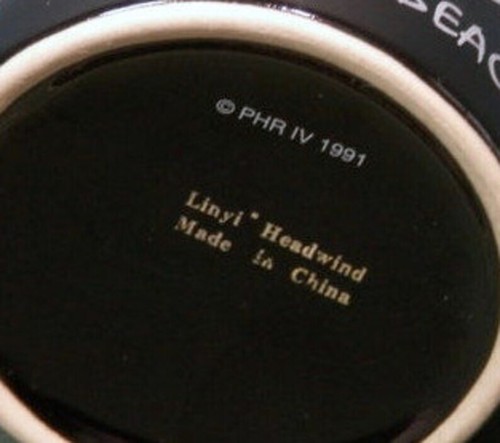 © PHR IV 1991
Linyi * Headwind
Made in China